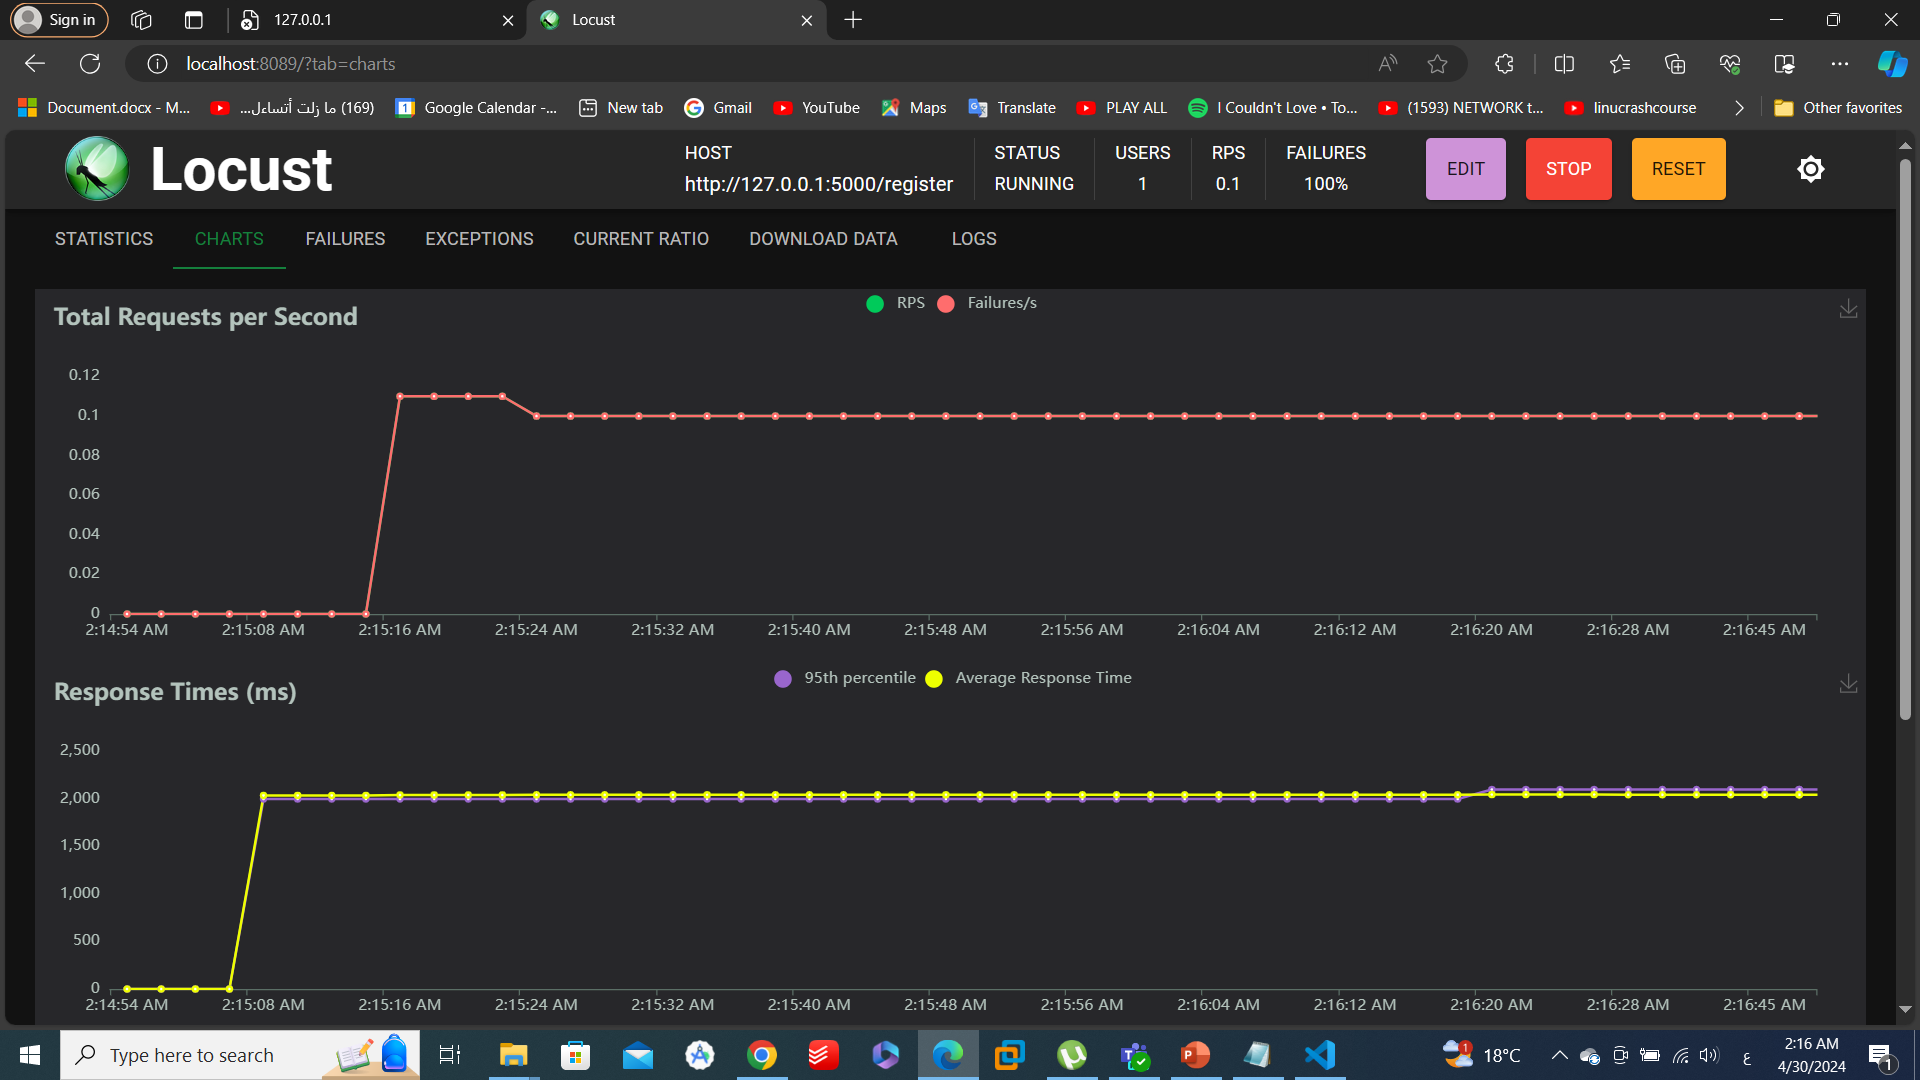 Sign in
127.0.0.1
Locust
localhost:8089/?tab=charts
Document.docx - M...
(169) ما زلت أتساءل...
Google Calendar -...
New tab
Gmail
YouTube
Maps
Translate
PLAY ALL
I Couldn't Love • To...
(1593) NETWORK t...
linucrashcourse
Other favorites
Locust
HOST
http://127.0.0.1:5000/register
STATUS
RUNNING
USERS
1
RPS
0.1
FAILURES
100%
EDIT
STOP
RESET
STATISTICS
CHARTS
FAILURES
EXCEPTIONS
CURRENT RATIO
DOWNLOAD DATA
LOGS
Total Requests per Second
RPS
Failures/s
0.12
0.1
0.08
0.06
0.04
0.02
0
2:14:54 AM
2:15:08 AM
2:15:16 AM
2:15:24 AM
2:15:32 AM
2:15:40 AM
2:15:48 AM
2:15:56 AM
2:16:04 AM
2:16:12 AM
2:16:20 AM
2:16:28 AM
2:16:45 AM
Response Times (ms)
95th percentile
Average Response Time
2,500
2,000
1,500
1,000
500
0
2:14:54 AM
2:15:08 AM
2:15:16 AM
2:15:24 AM
2:15:32 AM
2:15:40 AM
2:15:48 AM
2:15:56 AM
2:16:04 AM
2:16:12 AM
2:16:20 AM
2:16:28 AM
2:16:45 AM
Type here to search
1
18°C
ع
2:16 AM
4/30/2024
1